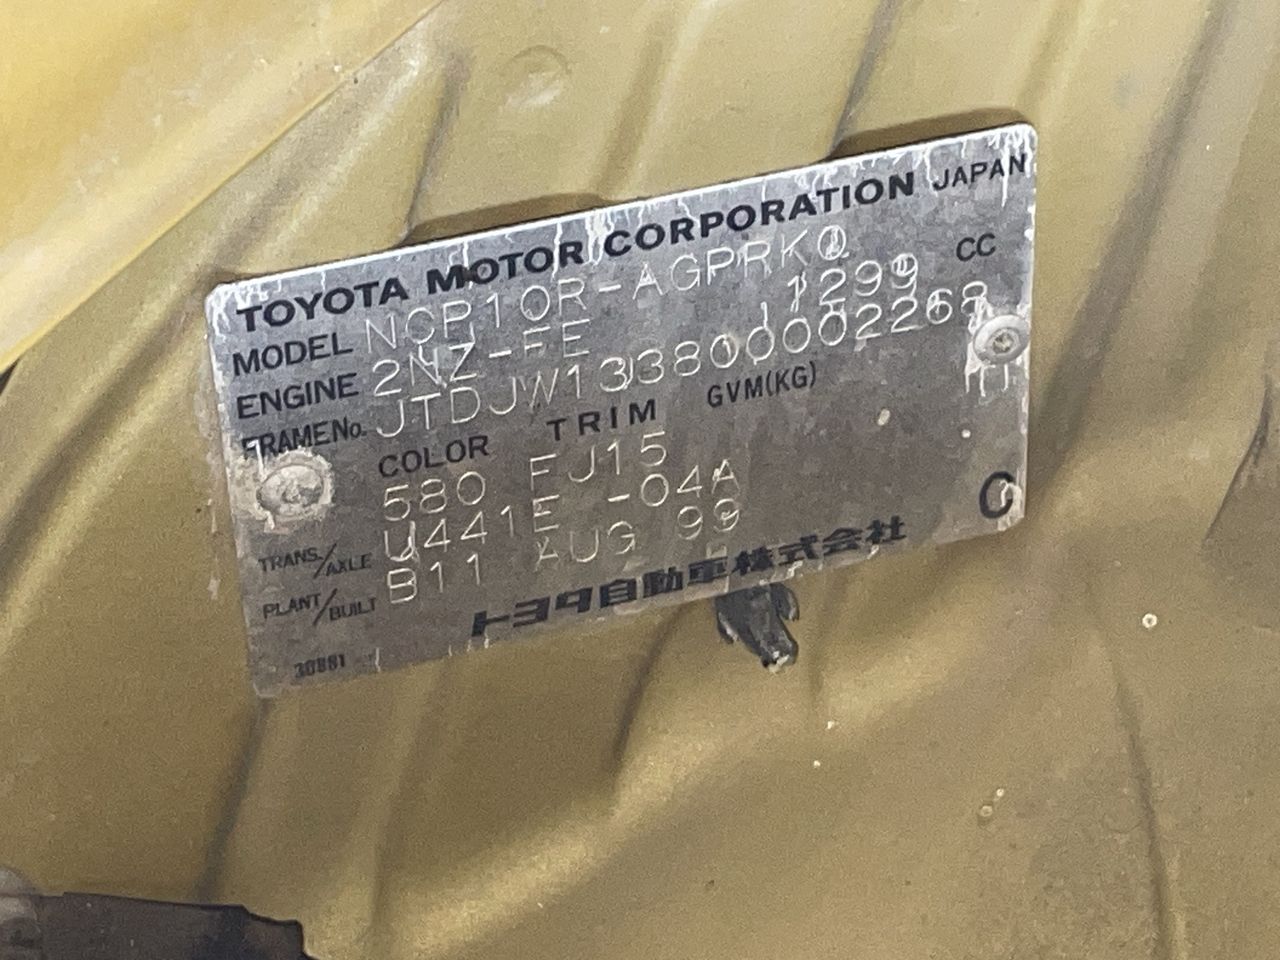 TOYOTA MOTOR CORPORATION JAPAN
MODEL NCP10R-AGPRKQ
ENGINE 2NZ-FE 1299 CC
FRAME No. JTDJW133800002268
COLOR TRIM GVM(KG)
580 FJ15
TRANS./AXLE U441E -04A
PLANT/BUILT B11 AUG 99
トヨタ自動車株式会社 C
30881